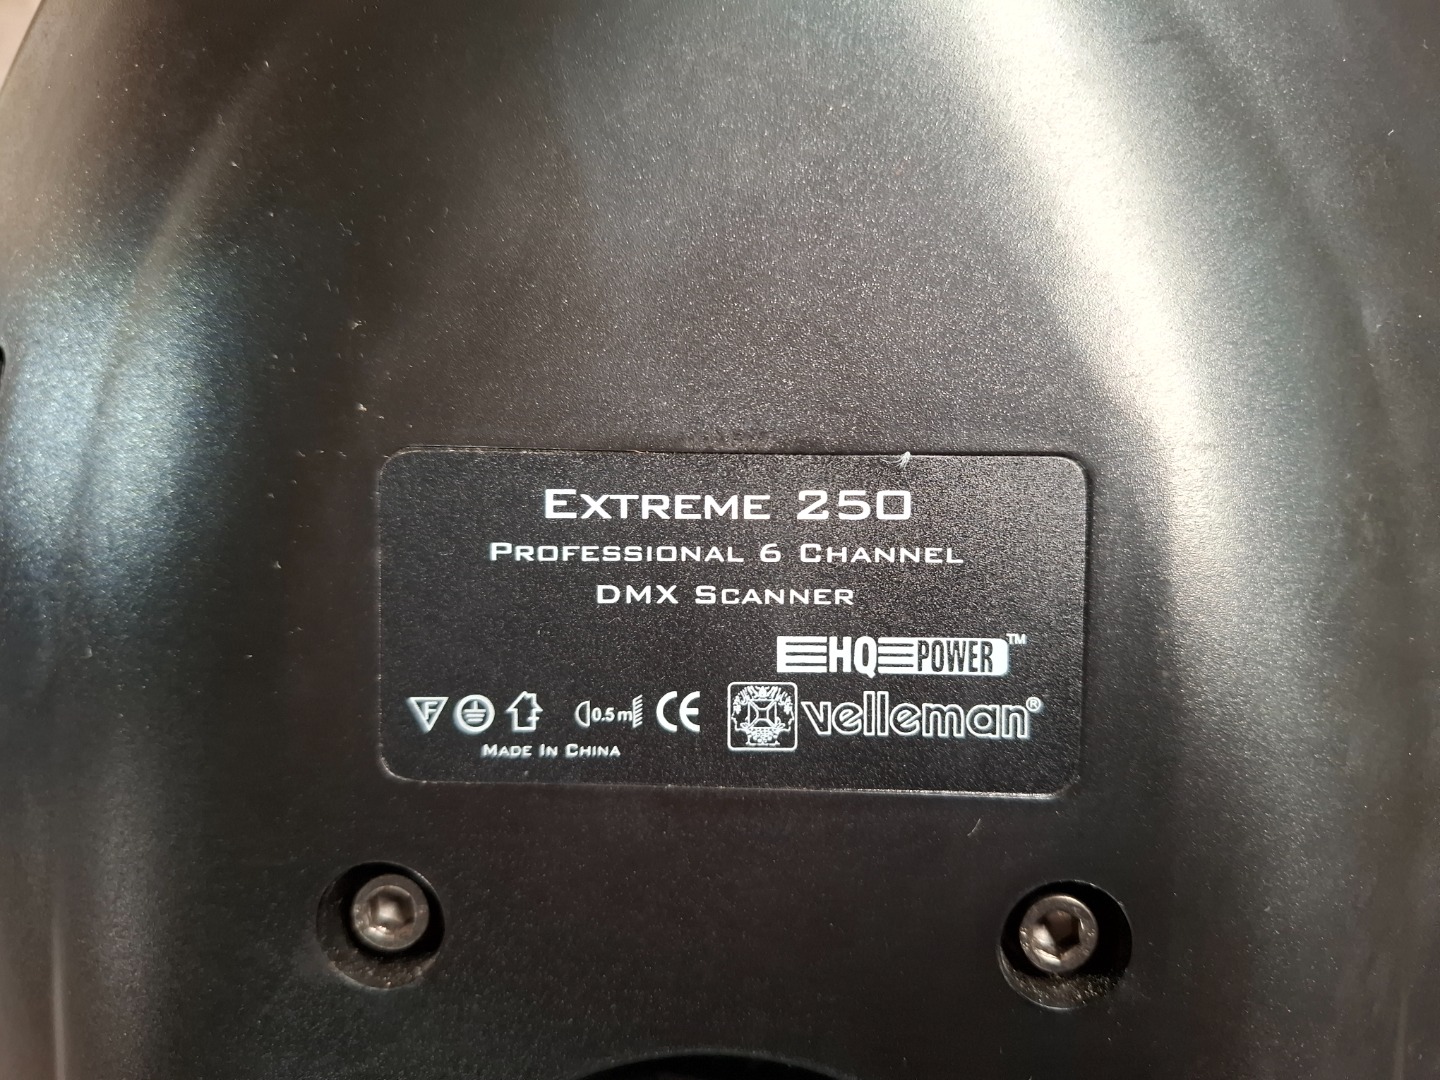 EXTREME 250
PROFESSIONAL 6 CHANNEL
DMX SCANNER
HQ POWER™
F 0.5m CE velleman®
MADE IN CHINA